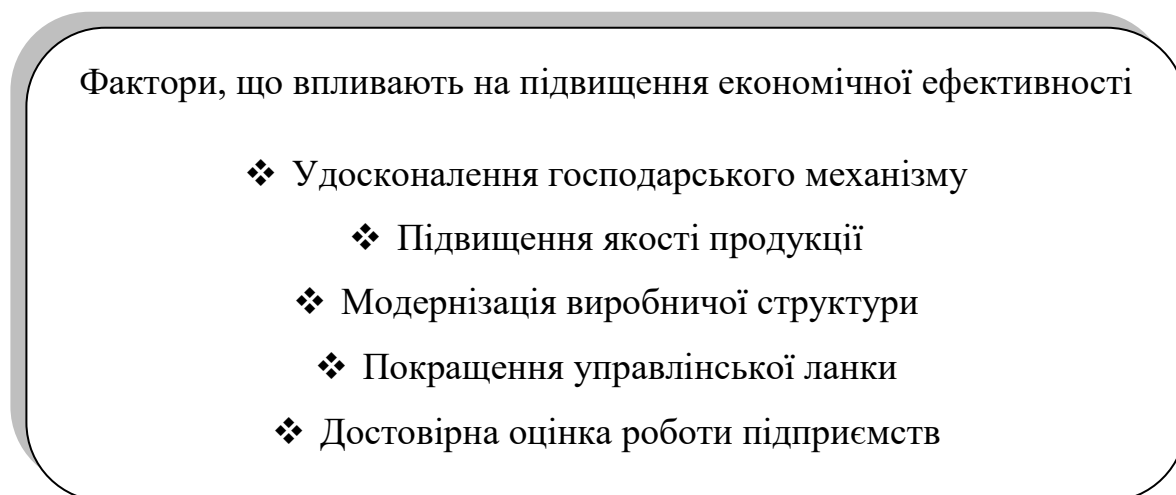 Фактори, що впливають на підвищення економічної ефективності
❖ Удосконалення господарського механізму
❖ Підвищення якості продукції
❖ Модернізація виробничої структури
❖ Покращення управлінської ланки
❖ Достовірна оцінка роботи підприємств